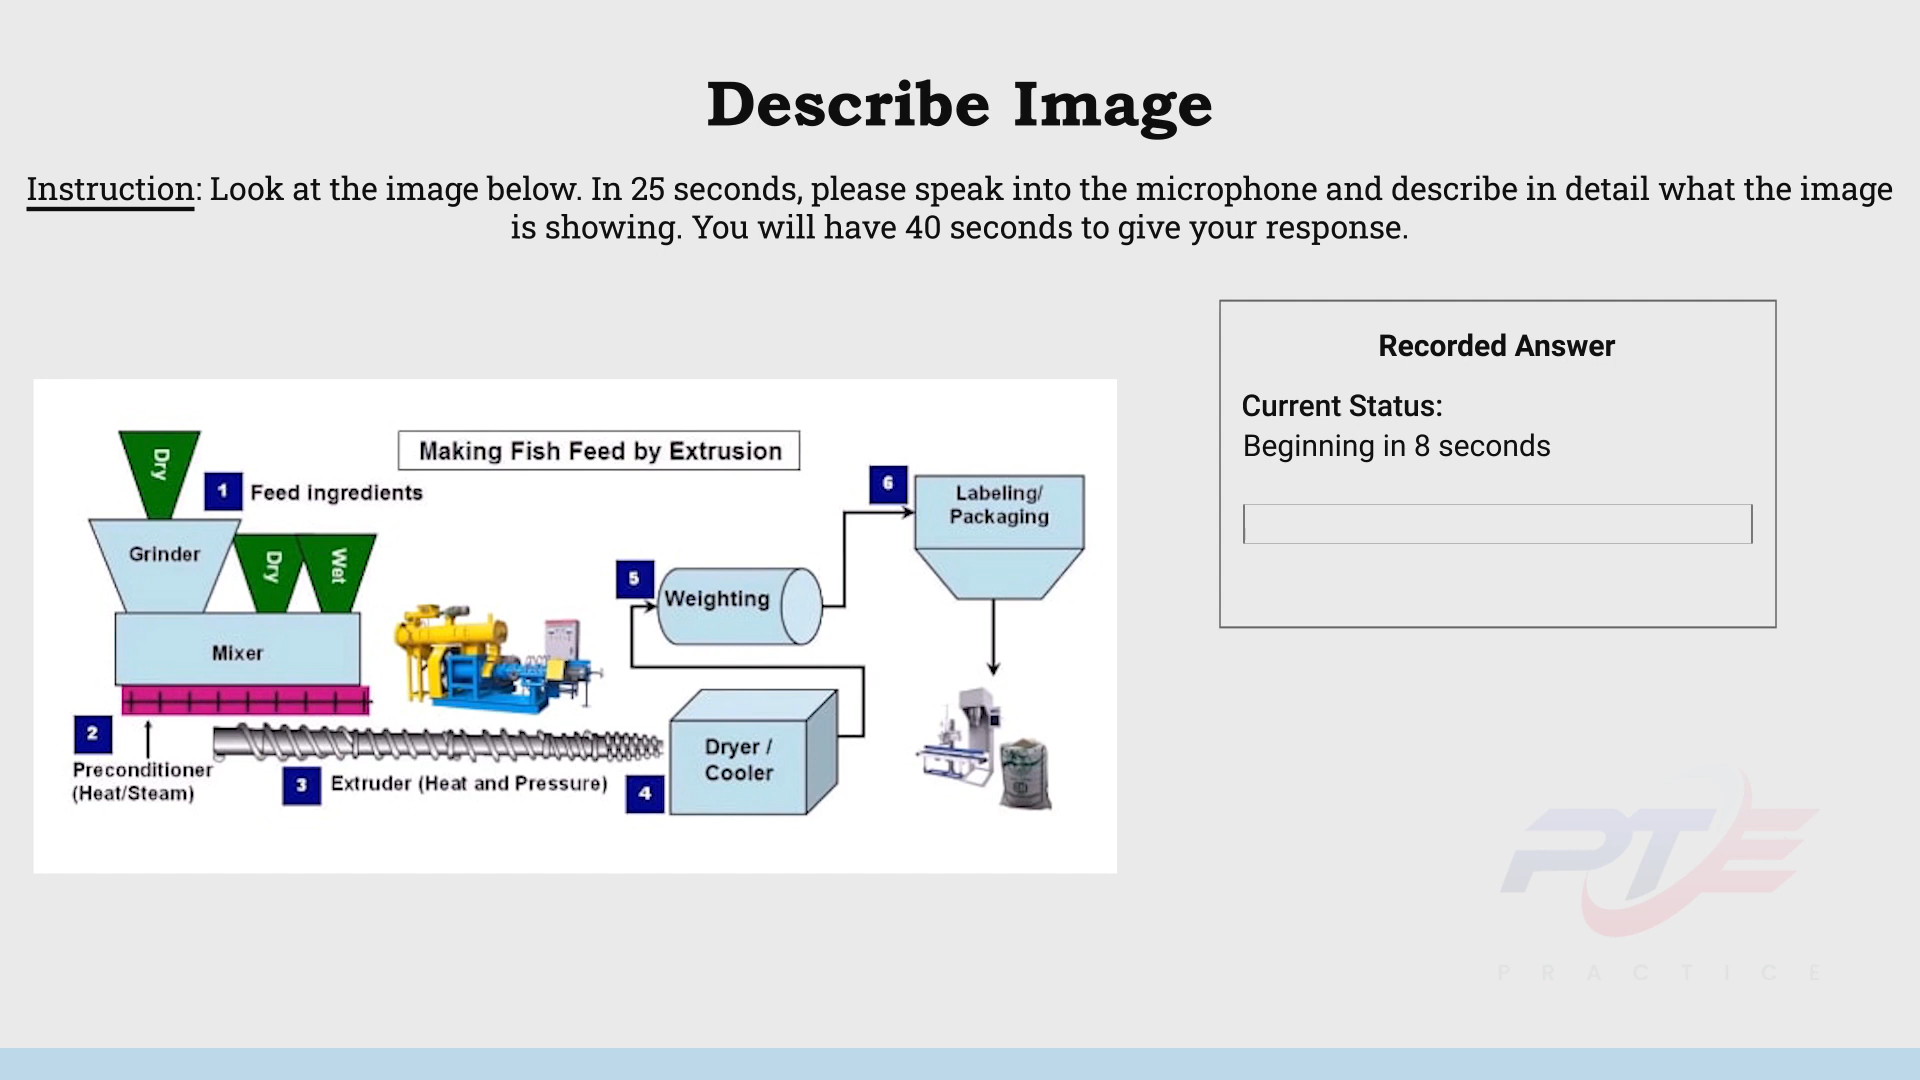 Describe Image
Instruction: Look at the image below. In 25 seconds, please speak into the microphone and describe in detail what the image
is showing. You will have 40 seconds to give your response.
Recorded Answer
Current Status:
Beginning in 8 seconds
Making Fish Feed by Extrusion
Dry
1 Feed ingredients
Grinder
Dry
Wet
Mixer
2
Preconditioner
(Heat/Steam)
3 Extruder (Heat and Pressure)
4
Dryer /
Cooler
5
Weighting
6
Labeling/
Packaging
PTE
PRACTICE